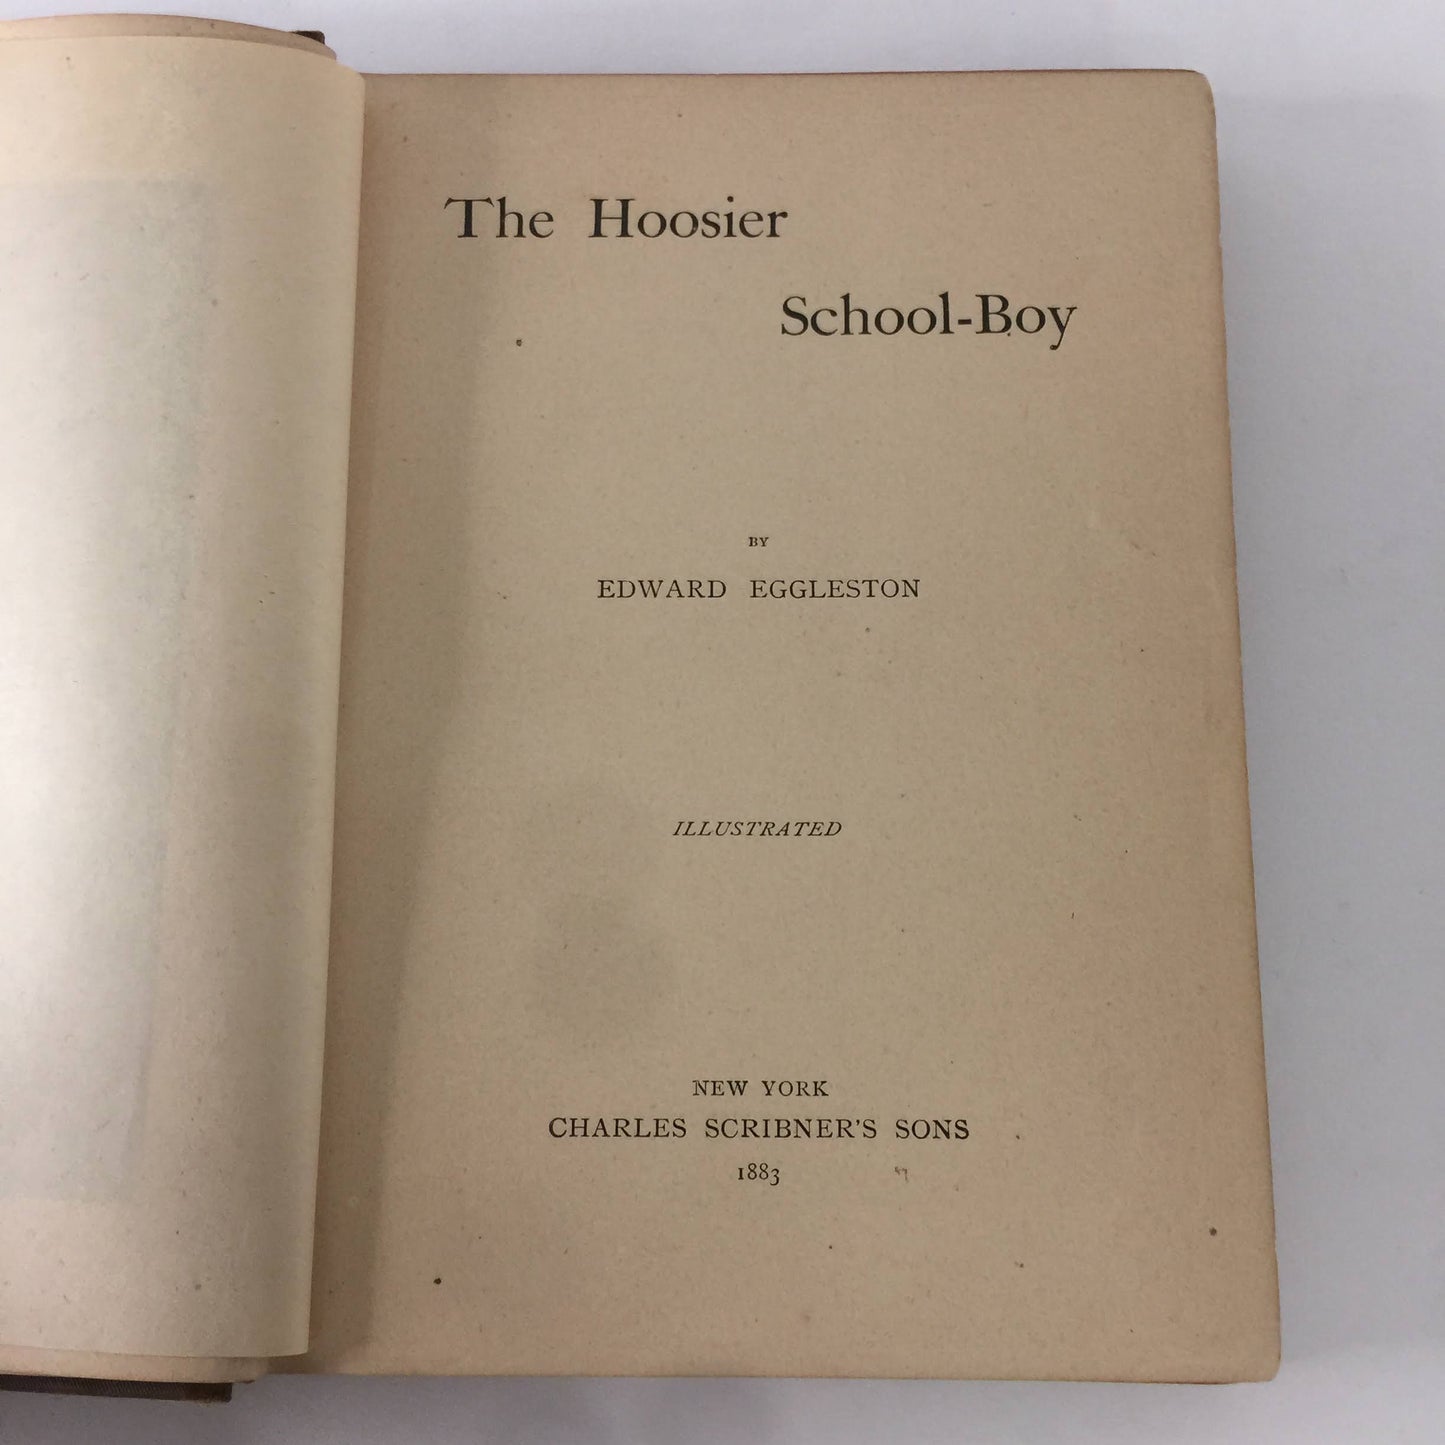 The Hoosier
School-Boy
BY
EDWARD EGGLESTON
ILLUSTRATED
NEW YORK
CHARLES SCRIBNER'S SONS
1883